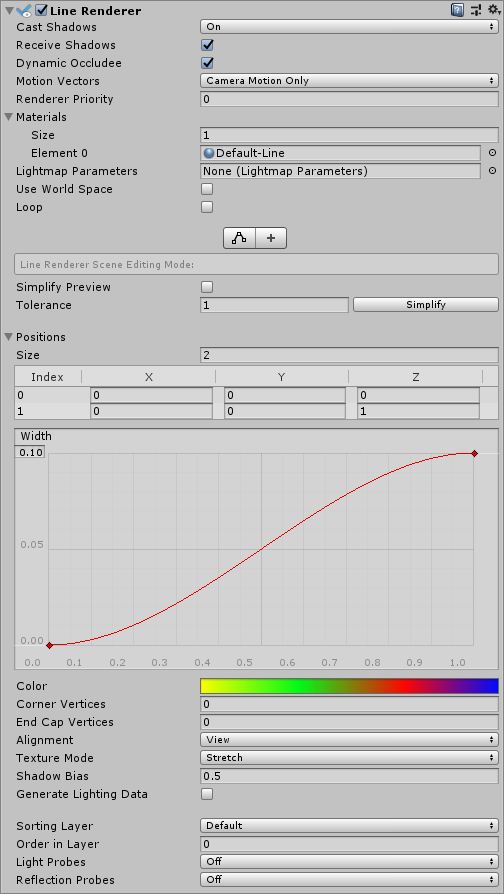 Line Renderer
Cast Shadows On
Receive Shadows
Dynamic Occludee
Motion Vectors Camera Motion Only
Renderer Priority 0
Materials
Size 1
Element 0 Default-Line
Lightmap Parameters None (Lightmap Parameters)
Use World Space
Loop
+
Line Renderer Scene Editing Mode:
Simplify Preview
Tolerance 1 Simplify
Positions
Size 2
Index X Y Z
0 0 0 0
1 0 0 1
Width
0.10
0.05
0.00
0.0 0.1 0.2 0.3 0.4 0.5 0.6 0.7 0.8 0.9 1.0
Color
Corner Vertices 0
End Cap Vertices 0
Alignment View
Texture Mode Stretch
Shadow Bias 0.5
Generate Lighting Data
Sorting Layer Default
Order in Layer 0
Light Probes Off
Reflection Probes Off